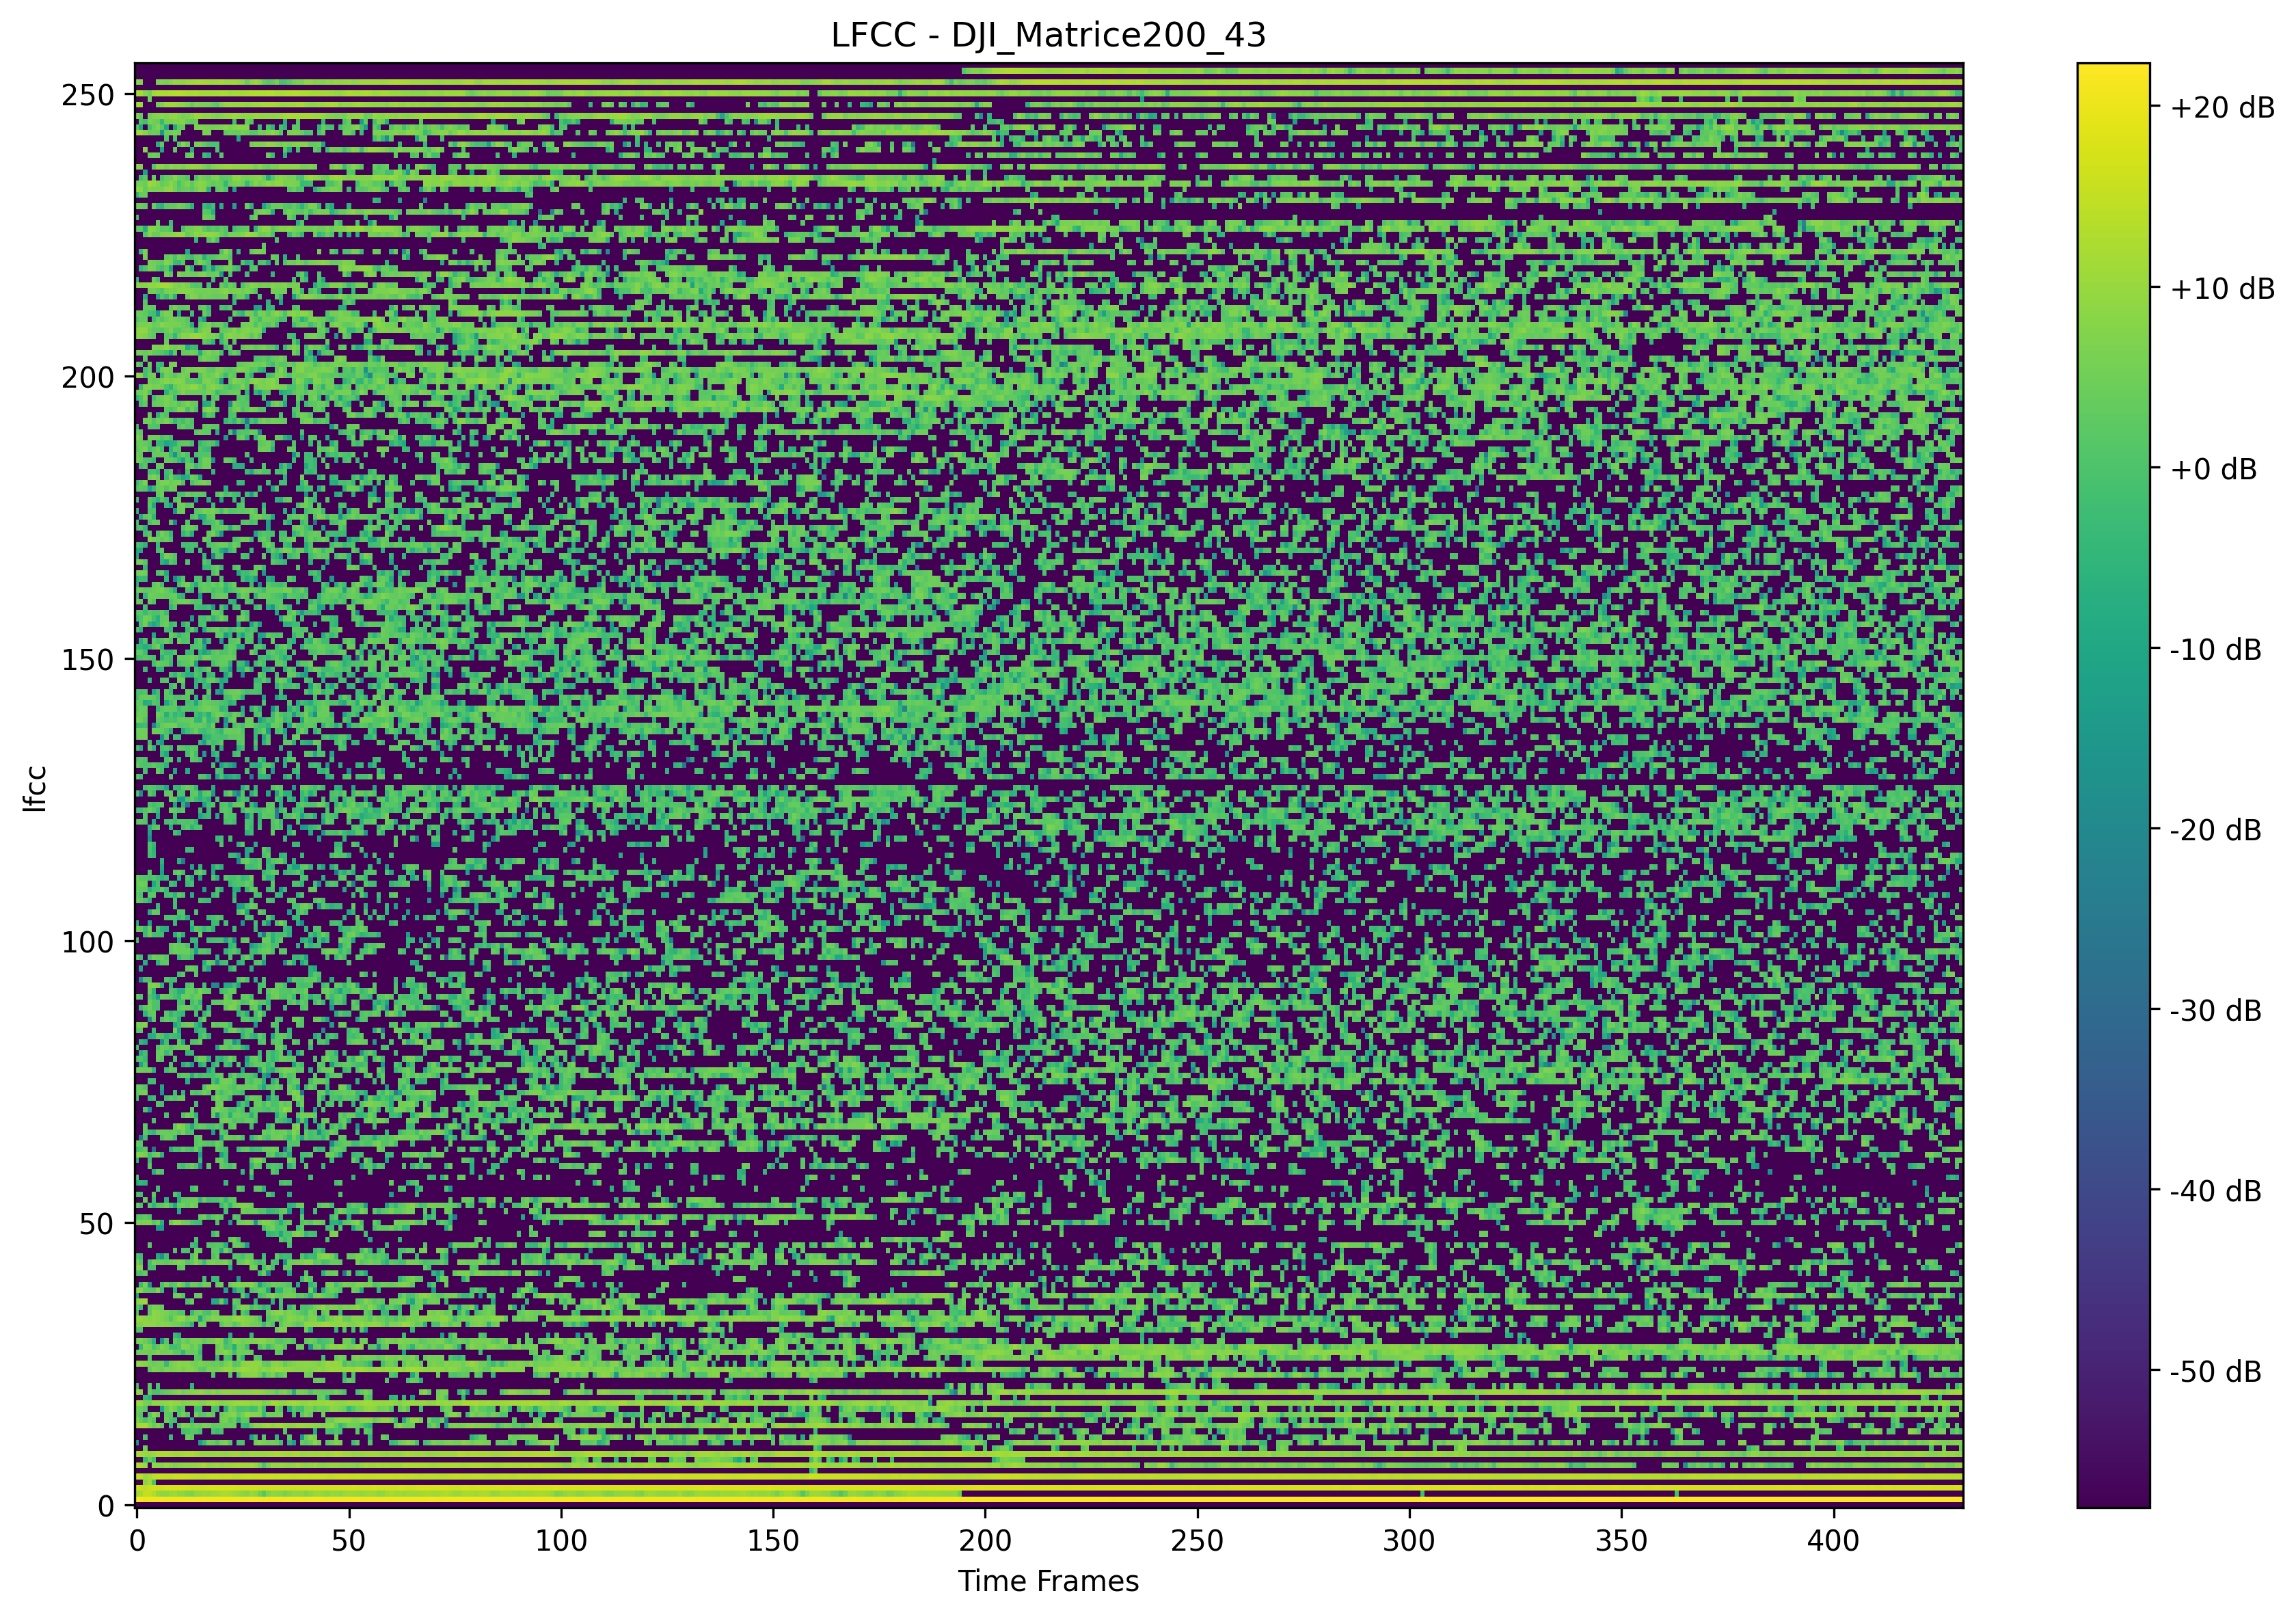 LFCC - DJI_Matrice200_43
250
200
150
100
50
0
lfcc
0 50 100 150 200 250 300 350 400
Time Frames
+20 dB
+10 dB
+0 dB
-10 dB
-20 dB
-30 dB
-40 dB
-50 dB